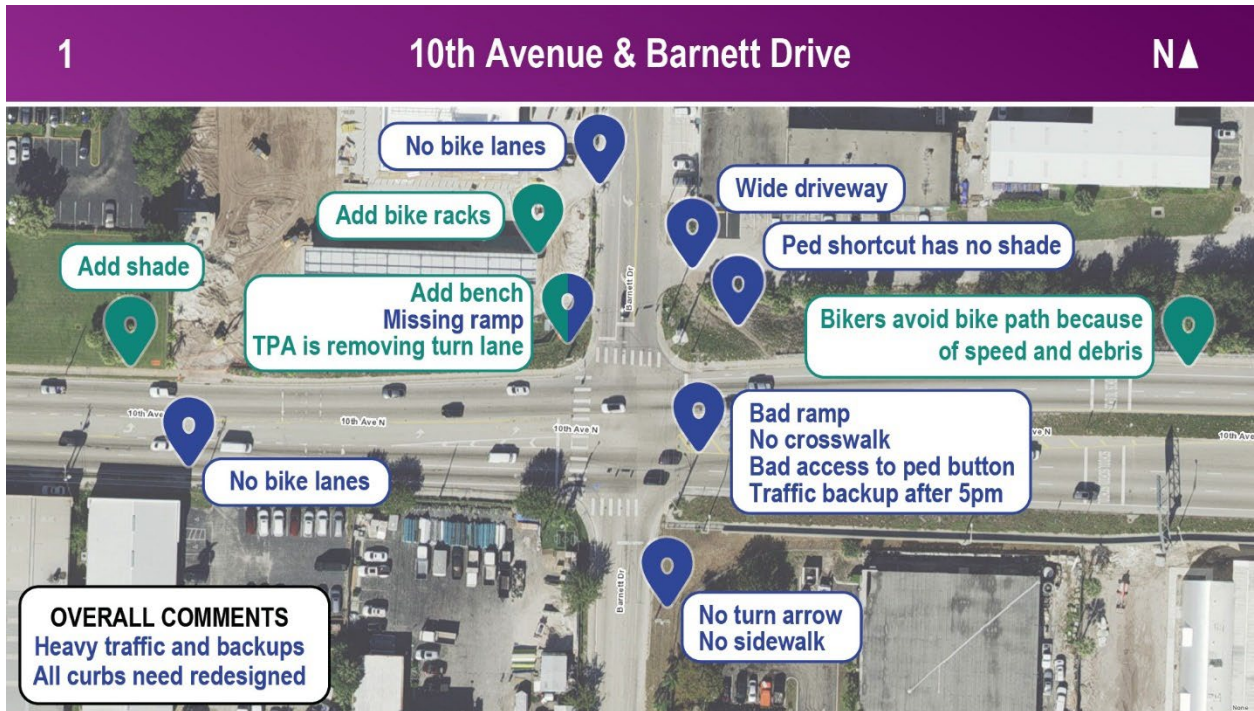 1
10th Avenue & Barnett Drive
N
No bike lanes
Wide driveway
Add bike racks
Ped shortcut has no shade
Add shade
Add bench
Missing ramp
TPA is removing turn lane
Barnett Dr
Bikers avoid bike path because
of speed and debris
10th Ave
10th Ave N
10th Ave N
ve N
10th Ave N
Bad ramp
No crosswalk
Bad access to ped button
Traffic backup after 5pm
No bike lanes
Barnett Dr
No turn arrow
No sidewalk
OVERALL COMMENTS
Heavy traffic and backups
All curbs need redesigned
None